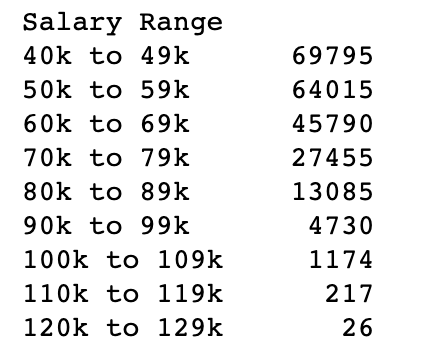 Salary Range
40k to 49k 69795
50k to 59k 64015
60k to 69k 45790
70k to 79k 27455
80k to 89k 13085
90k to 99k 4730
100k to 109k 1174
110k to 119k 217
120k to 129k 26